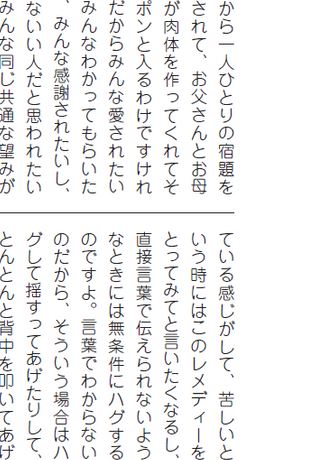 から一人ひとりの宿題を
されて、お父さんとお母
が肉体を作ってくれてそ
ポンと入るわけですけれ
だからみんな愛されたい
みんなわかってもらいた
、みんな感謝されたいし、
ないい人だと思われたい
みんな同じ共通な望みが
ている感じがして、苦しいと
いう時にはこのレメディーを
とってみてと言いたくなるし、
直接言葉で伝えられないよう
なときには無条件にハグする
のですよ。言葉でわからない
のだから、そういう場合はハ
グして揺すってあげたりして、
とんとんと背中を叩いてあげ